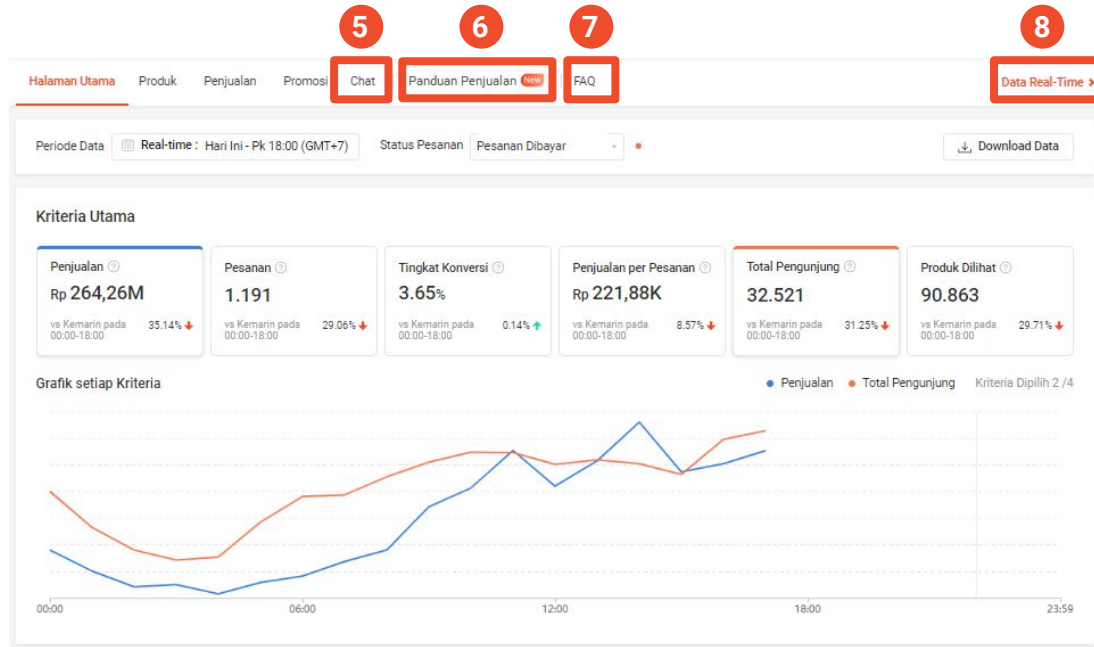 5 6 7 8
Halaman Utama Produk Penjualan Promosi Chat Panduan Penjualan New FAQ Data Real-Time
Periode Data Real-time : Hari Ini - Pk 18:00 (GMT+7) Status Pesanan Pesanan Dibayar Download Data
Kriteria Utama
Penjualan ? Pesanan ? Tingkat Konversi ? Penjualan per Pesanan ? Total Pengunjung ? Produk Dilihat ?
Rp 264,26M 1.191 3.65% Rp 221,88K 32.521 90.863
vs Kemarin pada 35.14% vs Kemarin pada 29.06% vs Kemarin pada 0.14% vs Kemarin pada 8.57% vs Kemarin pada 31.25% vs Kemarin pada 29.71%
00:00-18:00 00:00-18:00 00:00-18:00 00:00-18:00 00:00-18:00 00:00-18:00
Grafik setiap Kriteria Penjualan Total Pengunjung Kriteria Dipilih 2 /4
00:00 06:00 12:00 18:00 23:59